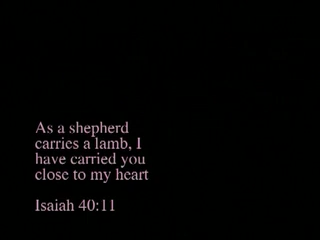 As a shepherd
carries a lamb, I
have carried you
close to my heart
Isaiah 40:11